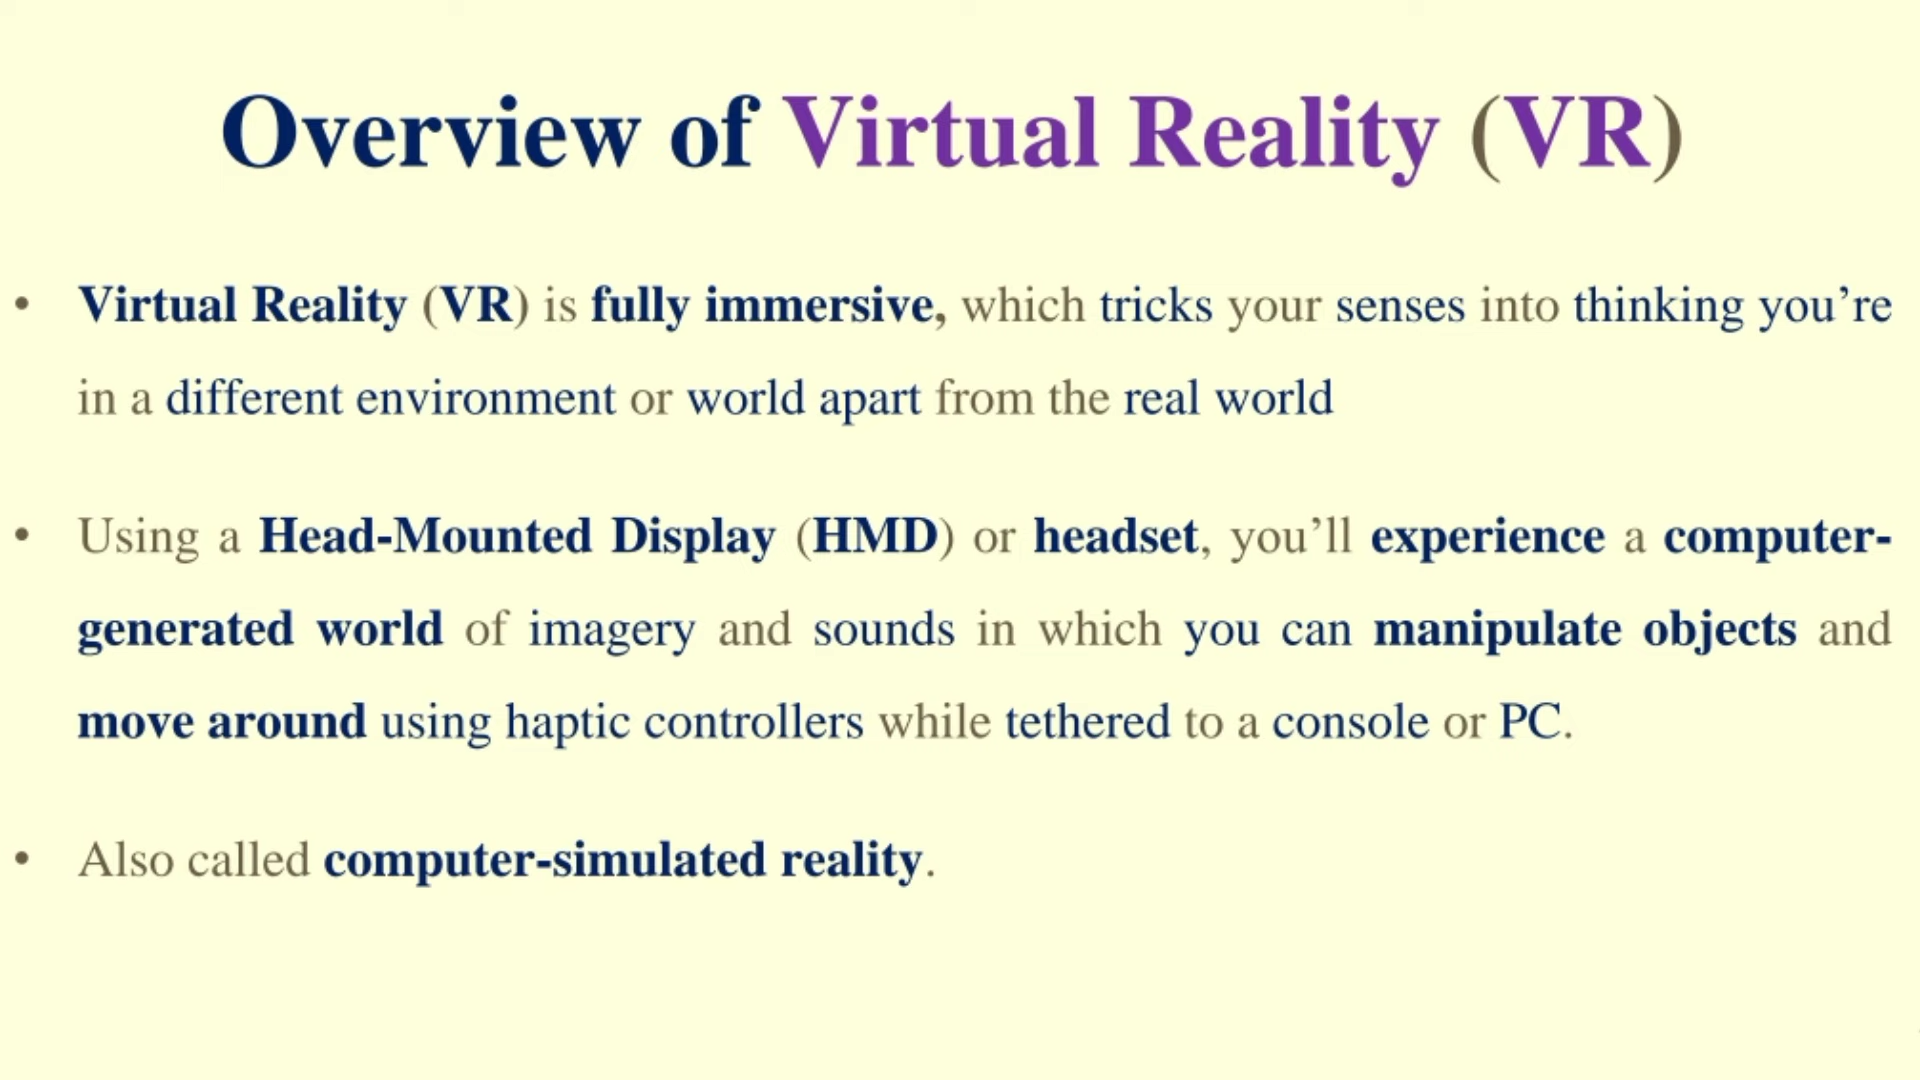 Overview of Virtual Reality (VR)
• Virtual Reality (VR) is fully immersive, which tricks your senses into thinking you’re
in a different environment or world apart from the real world
• Using a Head-Mounted Display (HMD) or headset, you’ll experience a computer-
generated world of imagery and sounds in which you can manipulate objects and
move around using haptic controllers while tethered to a console or PC.
• Also called computer-simulated reality.